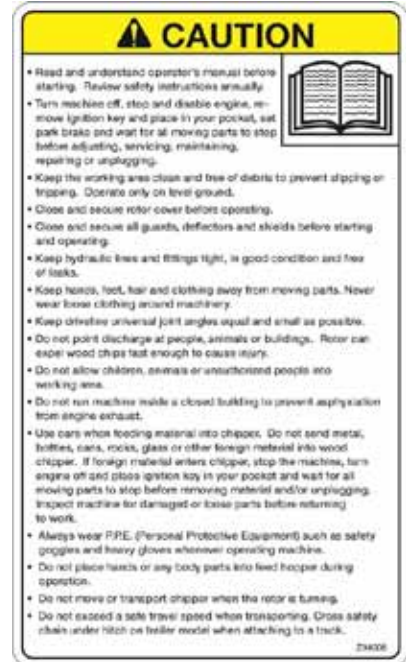 CAUTION
• Read and understand operator's manual before
starting. Review safety instructions annually.
• Turn machine off, stop and disable engine, re-
move ignition key and place in your pocket, set
park brake and wait for all moving parts to stop
before adjusting, servicing, maintaining,
repairing or unplugging.
• Keep the working area clean and free of debris to prevent slipping or
tripping. Operate only on level ground.
• Close and secure rotor cover before operating.
• Close and secure all guards, deflectors and shields before starting
and operating.
• Keep hydraulic lines and fittings tight, in good condition and free
of leaks.
• Keep hands, feet, hair and clothing away from moving parts. Never
wear loose clothing around machinery.
• Keep driveline universal joint angles equal and small as possible.
• Do not point discharge at people, animals or buildings. Rotor can
expel wood chips fast enough to cause injury.
• Do not allow children, animals or unauthorized people into
working area.
• Do not run machine inside a closed building to prevent asphyxiation
from engine exhaust.
• Use care when feeding material into chipper. Do not send metal,
bottles, cans, rocks, glass or other foreign material into wood
chipper. If foreign material enters chipper, stop the machine, turn
engine off and place ignition key in your pocket and wait for all
moving parts to stop before removing material and/or unplugging.
Inspect machine for damaged or loose parts before returning
to work.
• Always wear P.P.E. (Personal Protective Equipment) such as safety
goggles and heavy gloves whenever operating machine.
• Do not place hands or any body parts into feed hopper during
operation.
• Do not move or transport chipper when the rotor is turning.
• Do not exceed a safe travel speed when transporting. Cross safety
chain under hitch on trailer model when attaching to a truck.